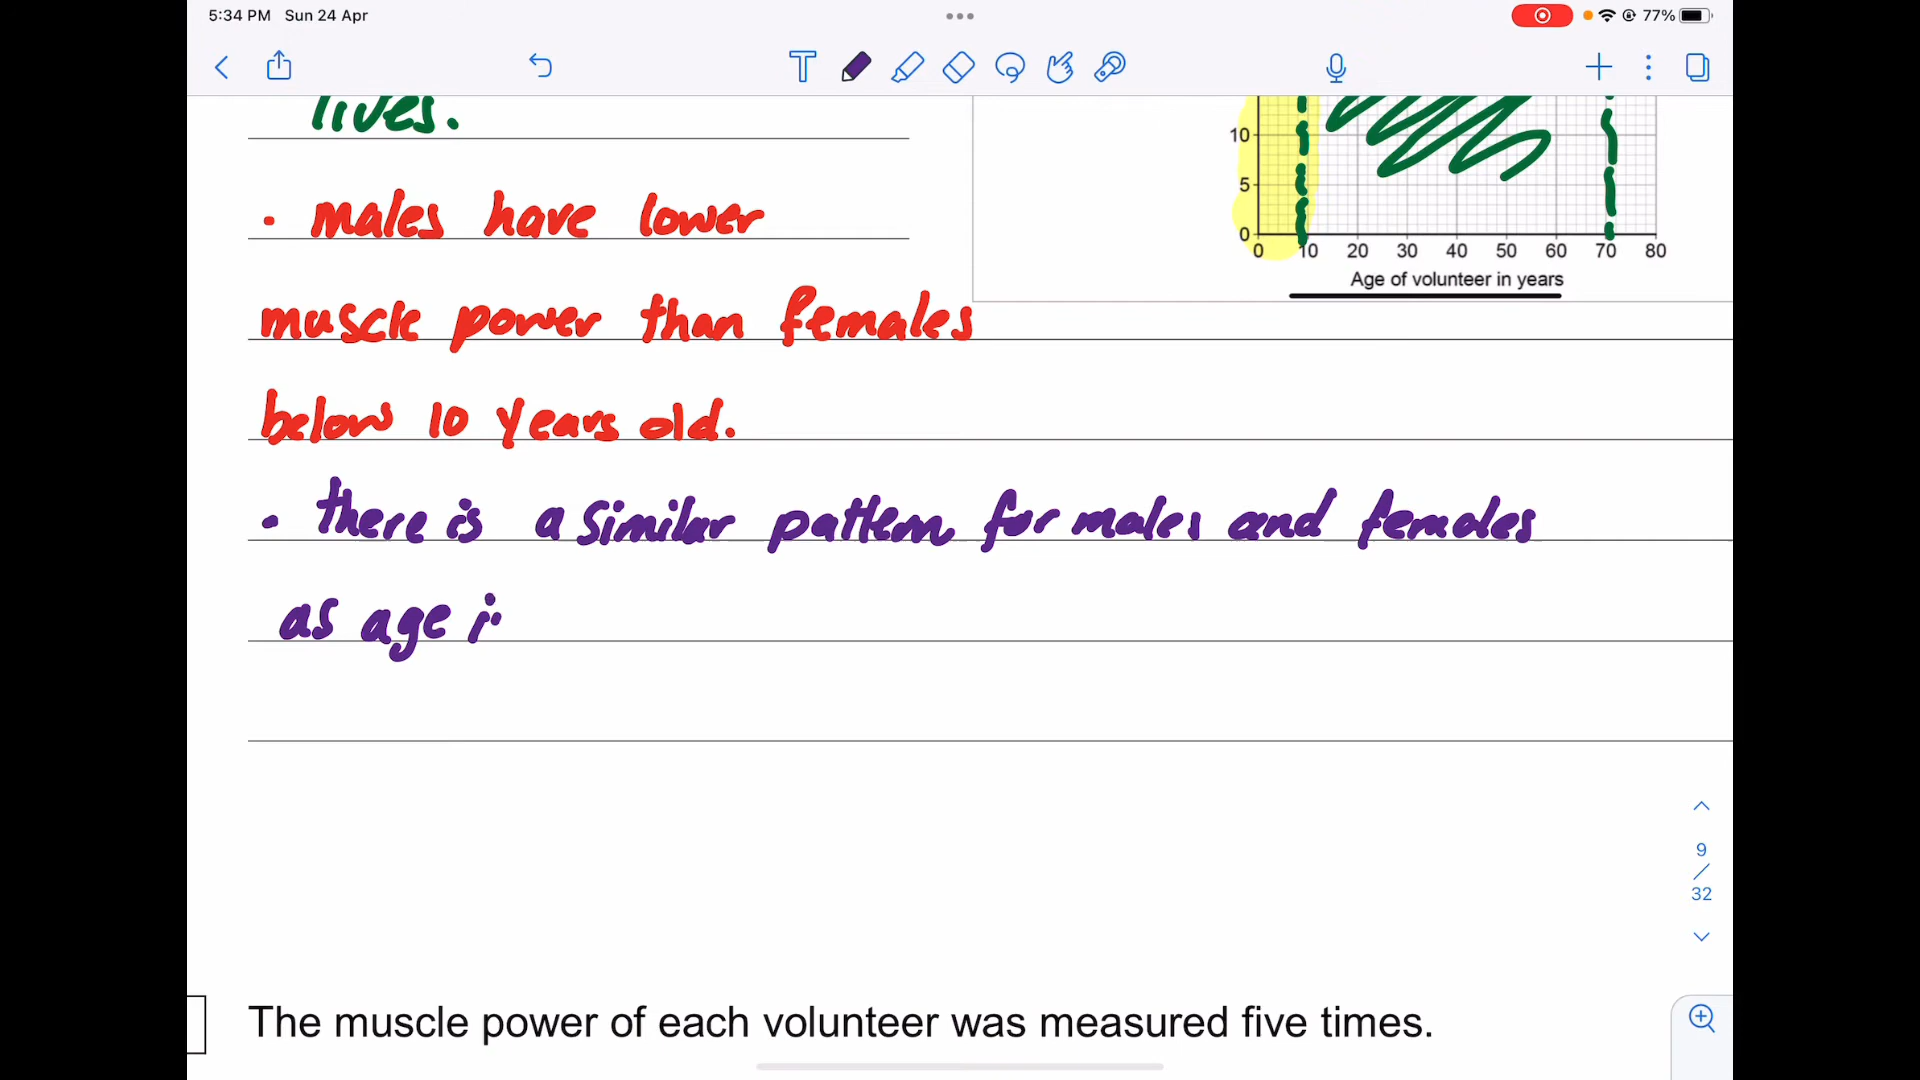 5:34 PM Sun 24 Apr
77%
lives.
10
5
0
0 10 20 30 40 50 60 70 80
Age of volunteer in years
• males have lower
muscle power than females
below 10 years old.
• there is a similar pattern for males and females
as age i
9
/
32
The muscle power of each volunteer was measured five times.